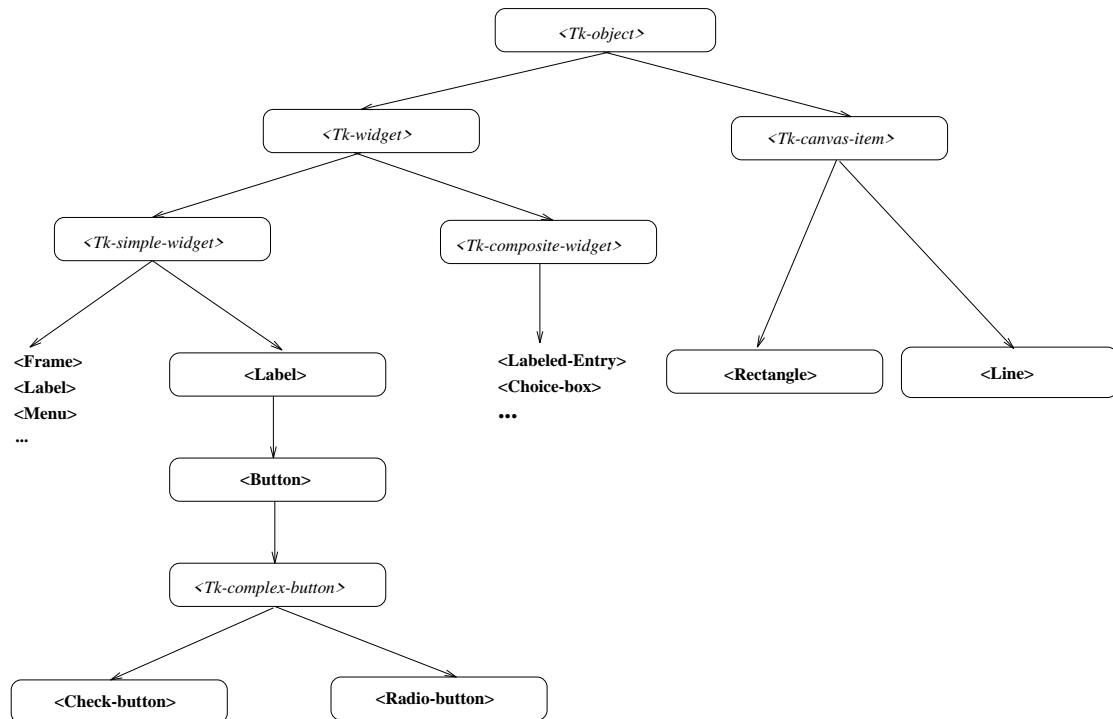 <Tk-object>
<Tk-widget>
<Tk-canvas-item>
<Tk-simple-widget>
<Tk-composite-widget>
<Frame>
<Label>
<Menu>
...
<Label>
<Labeled-Entry>
<Choice-box>
...
<Rectangle>
<Line>
<Button>
<Tk-complex-button>
<Check-button>
<Radio-button>